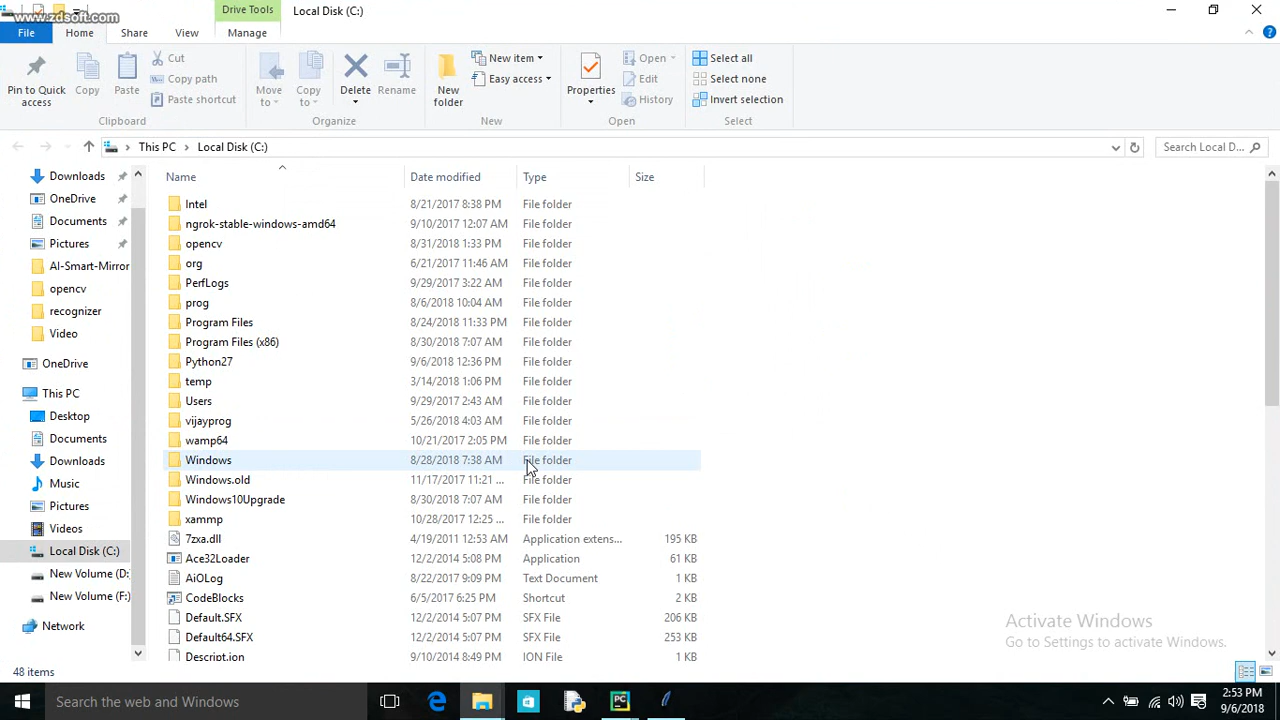 www.zdsoft.com
Drive Tools
Local Disk (C:)
File
Home
Share
View
Manage
Pin to Quick access
Copy
Paste
Cut
Copy path
Paste shortcut
Clipboard
Move to
Copy to
Delete
Rename
Organize
New folder
New item
Easy access
New
Properties
Open
Edit
History
Open
Select all
Select none
Invert selection
Select
This PC
Local Disk (C:)
Search Local D...
Downloads
OneDrive
Documents
Pictures
AI-Smart-Mirror
opencv
recognizer
Video
OneDrive
This PC
Desktop
Documents
Downloads
Music
Pictures
Videos
Local Disk (C:)
New Volume (D:
New Volume (F:)
Network
Name Date modified Type Size
Intel 8/21/2017 8:38 PM File folder
ngrok-stable-windows-amd64 9/10/2017 12:07 AM File folder
opencv 8/31/2018 1:33 PM File folder
org 6/21/2017 11:46 AM File folder
PerfLogs 9/29/2017 3:22 AM File folder
prog 8/6/2018 10:04 AM File folder
Program Files 8/24/2018 11:33 PM File folder
Program Files (x86) 8/30/2018 7:07 AM File folder
Python27 9/6/2018 12:36 PM File folder
temp 3/14/2018 1:06 PM File folder
Users 9/29/2017 2:43 AM File folder
vijayprog 5/26/2018 4:03 AM File folder
wamp64 10/21/2017 2:05 PM File folder
Windows 8/28/2018 7:38 AM File folder
Windows.old 11/17/2017 11:21 ... File folder
Windows10Upgrade 8/30/2018 7:07 AM File folder
xammp 10/28/2017 12:25 ... File folder
7zxa.dll 4/19/2011 12:53 AM Application extens... 195 KB
Ace32Loader 12/2/2014 5:08 PM Application 61 KB
AiOLog 8/22/2017 9:09 PM Text Document 1 KB
CodeBlocks 6/5/2017 6:25 PM Shortcut 2 KB
Default.SFX 12/2/2014 5:07 PM SFX File 206 KB
Default64.SFX 12/2/2014 5:07 PM SFX File 253 KB
Descript.ion 9/10/2014 8:49 PM ION File 1 KB
Activate Windows
Go to Settings to activate Windows.
48 items
Search the web and Windows
PC
2:53 PM
9/6/2018